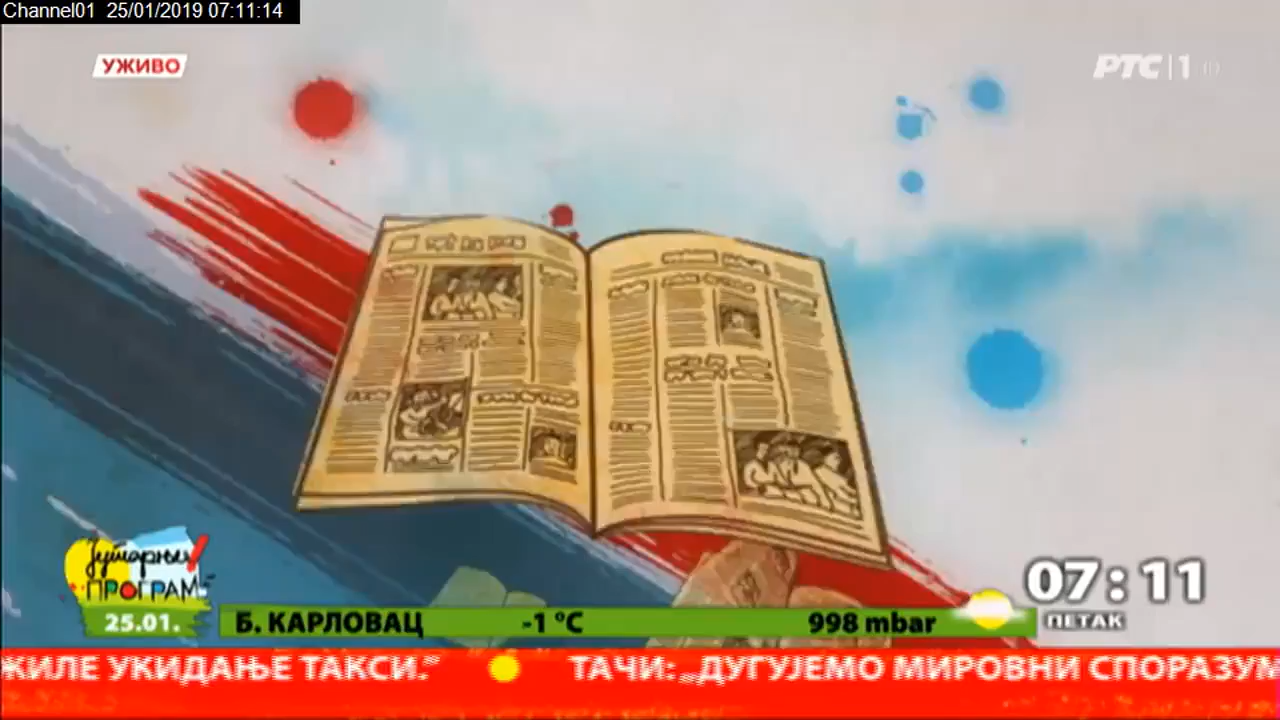 Channel01 25/01/2019 07:11:14
УЖИВО
РТС|1
Јутарњи
ПРОГРАМ
25.01.
Б. КАРЛОВАЦ -1 °C 998 mbar
07:11
ПЕТАК
ЖИЛЕ УКИДАЊЕ ТАКСИ.” ТАЧИ: „ДУГУЈЕМО МИРОВНИ СПОРАЗУМ